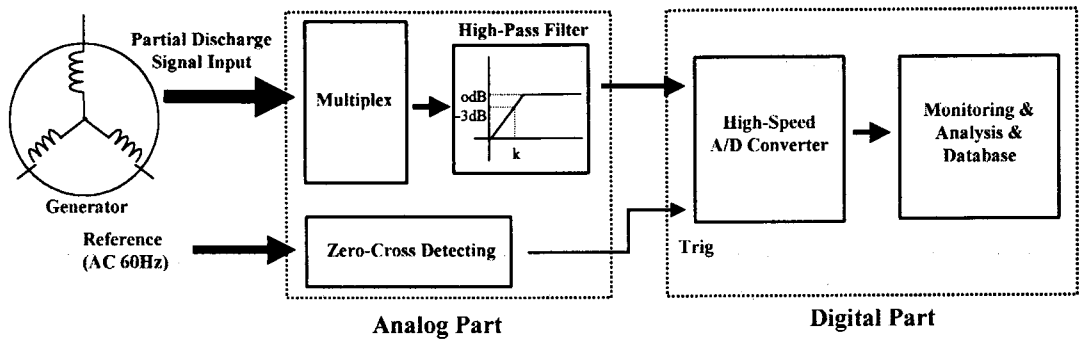 Partial Discharge
Signal Input
Generator
Reference
(AC 60Hz)
Multiplex
High-Pass Filter
odB
-3dB
k
Zero-Cross Detecting
Analog Part
High-Speed
A/D Converter
Trig
Monitoring &
Analysis &
Database
Digital Part